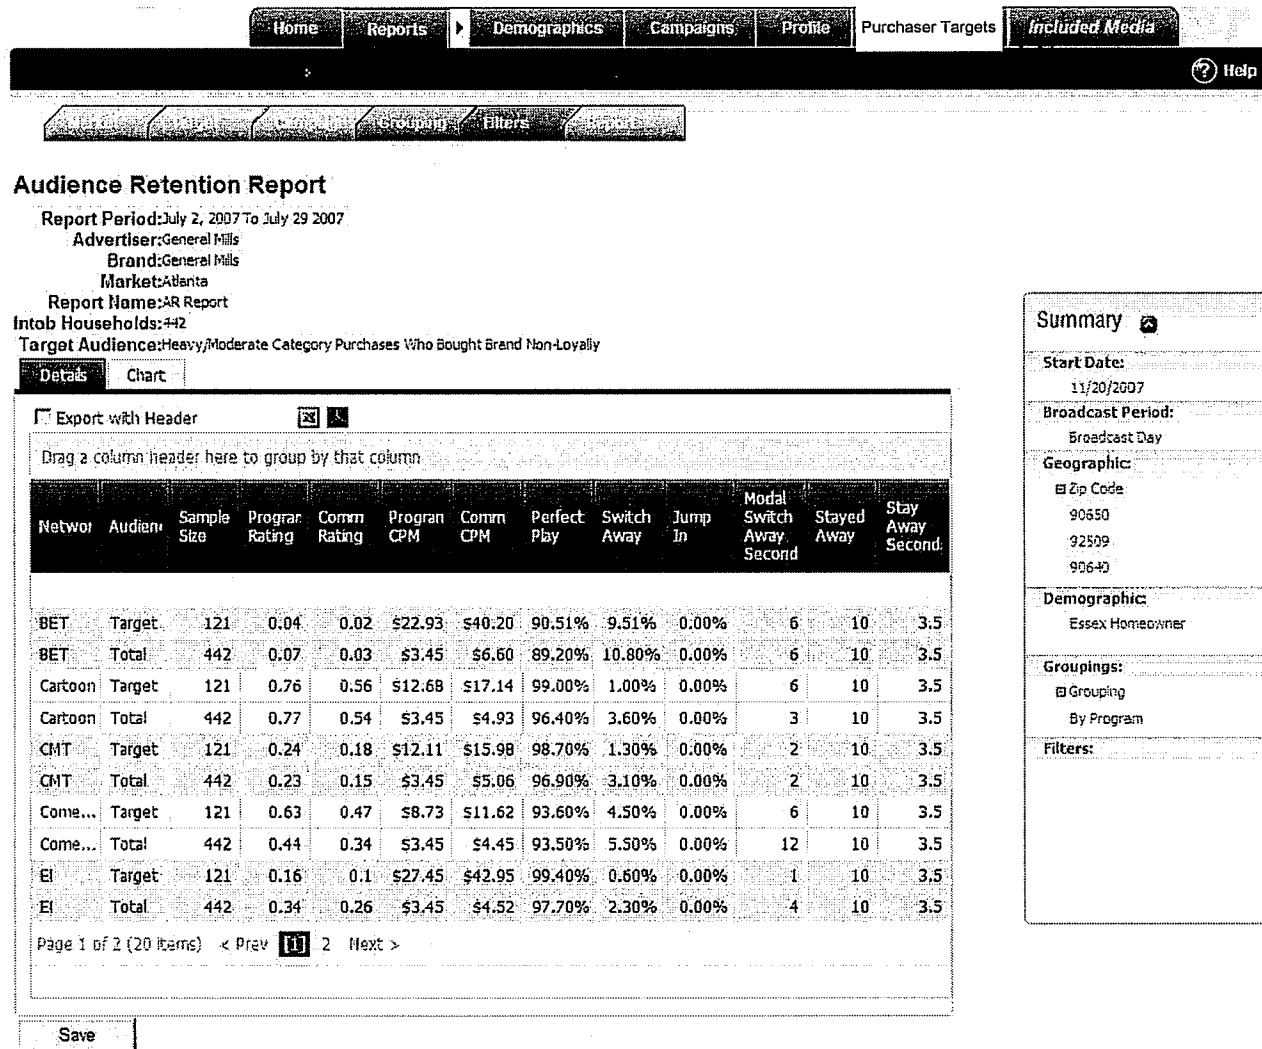 Home Reports Demographics Campaigns Profile Purchaser Targets Included Media
? Help
Grouping Filters Report
Audience Retention Report
Report Period:July 2, 2007 To July 29 2007
Advertiser:General Mills
Brand:General Mills
Market:Atlanta
Report Name:AR Report
Intab Households:442
Target Audience:Heavy/Moderate Category Purchases Who Bought Brand Non-Loyally
Details Chart
Export with Header
Drag a column header here to group by that column
Networ Audien Sample Size Progran Rating Comm Rating Progran CPM Comm CPM Perfect Play Switch Away Jump In Modal Switch Away Second Stayed Away Stay Away Second
BET Target 121 0.04 0.02 $22.93 $40.20 90.51% 9.51% 0.00% 6 10 3.5
BET Total 442 0.07 0.03 $3.45 $6.60 89.20% 10.80% 0.00% 6 10 3.5
Cartoon Target 121 0.76 0.56 $12.68 $17.14 99.00% 1.00% 0.00% 6 10 3.5
Cartoon Total 442 0.77 0.54 $3.45 $4.93 96.40% 3.60% 0.00% 3 10 3.5
CMT Target 121 0.24 0.18 $12.11 $15.98 98.70% 1.30% 0.00% 2 10 3.5
CMT Total 442 0.23 0.15 $3.45 $5.06 96.90% 3.10% 0.00% 2 10 3.5
Come... Target 121 0.63 0.47 $8.73 $11.62 93.60% 4.50% 0.00% 6 10 3.5
Come... Total 442 0.44 0.34 $3.45 $4.45 93.50% 5.50% 0.00% 12 10 3.5
E! Target 121 0.16 0.1 $27.45 $42.95 99.40% 0.60% 0.00% 1 10 3.5
E! Total 442 0.34 0.26 $3.45 $4.52 97.70% 2.30% 0.00% 4 10 3.5
Page 1 of 2 (20 items) < Prev [1] 2 Next >
Save
Summary
Start Date:
11/20/2007
Broadcast Period:
Broadcast Day
Geographic:
Zip Code
90650
92509
90640
Demographic:
Essex Homeowner
Groupings:
Grouping
By Program
Filters: